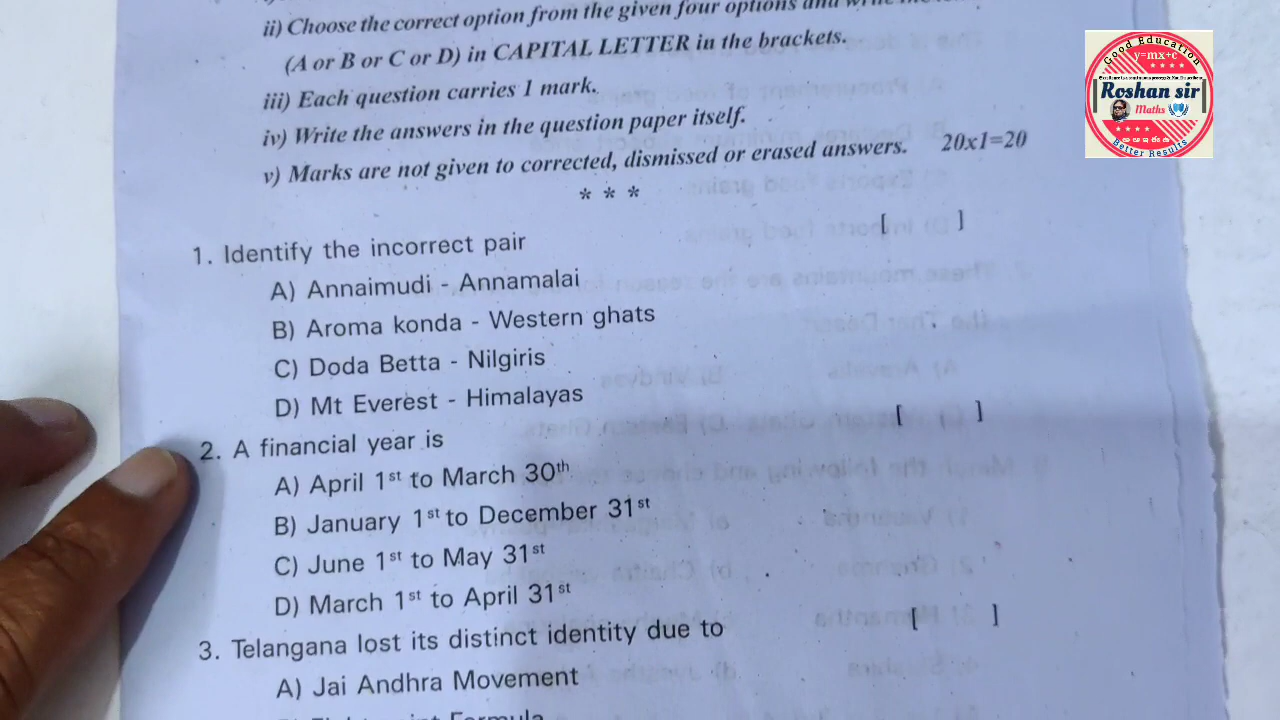 ii) Choose the correct option from the given four options and write the
(A or B or C or D) in CAPITAL LETTER in the brackets.
iii) Each question carries 1 mark.
iv) Write the answers in the question paper itself.
v) Marks are not given to corrected, dismissed or erased answers. 20x1=20
* * *
1. Identify the incorrect pair [ ]
A) Annaimudi - Annamalai
B) Aroma konda - Western ghats
C) Doda Betta - Nilgiris
D) Mt Everest - Himalayas
2. A financial year is [ ]
A) April 1st to March 30th
B) January 1st to December 31st
C) June 1st to May 31st
D) March 1st to April 31st
3. Telangana lost its distinct identity due to [ ]
A) Jai Andhra Movement
Formula
Good Education
y=mx+c
Roshan sir
Maths
Better Results